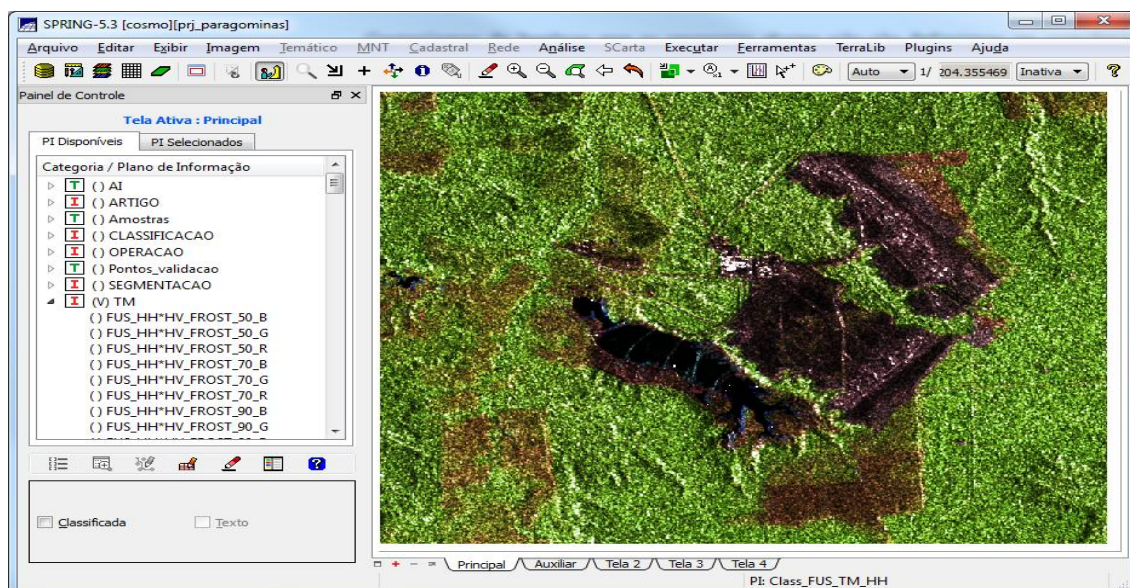 SPRING-5.3 [cosmo][prj_paragominas]
Arquivo Editar Exibir Imagem Temático MNT Cadastral Rede Análise SCarta Executar Ferramentas TerraLib Plugins Ajuda
Auto 1/ 204.355469 Inativa
Painel de Controle
Tela Ativa : Principal
PI Disponíveis PI Selecionados
Categoria / Plano de Informação
T () AI
I () ARTIGO
T () Amostras
I () CLASSIFICACAO
I () OPERACAO
T () Pontos_validacao
I () SEGMENTACAO
I (V) TM
() FUS_HH*HV_FROST_50_B
() FUS_HH*HV_FROST_50_G
() FUS_HH*HV_FROST_50_R
() FUS_HH*HV_FROST_70_B
() FUS_HH*HV_FROST_70_G
() FUS_HH*HV_FROST_70_R
() FUS_HH*HV_FROST_90_B
() FUS_HH*HV_FROST_90_G
Classificada Texto
Principal Auxiliar Tela 2 Tela 3 Tela 4
PI: Class_FUS_TM_HH